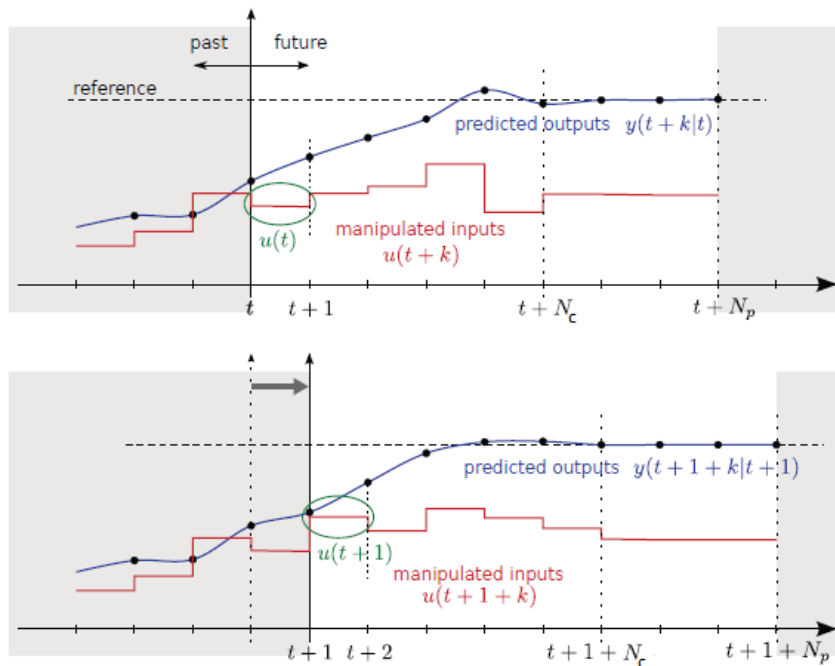 past future
reference
predicted outputs y(t + k|t)
u(t)
manipulated inputs
u(t + k)
t t + 1 t + N_c t + N_p
predicted outputs y(t + 1 + k|t + 1)
u(t + 1)
manipulated inputs
u(t + 1 + k)
t + 1 t + 2 t + 1 + N_c t + 1 + N_p